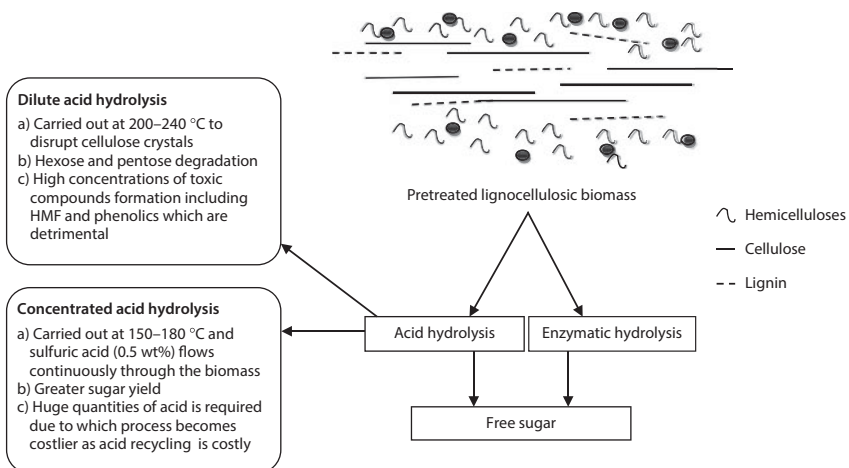 Dilute acid hydrolysis
a) Carried out at 200–240 °C to
disrupt cellulose crystals
b) Hexose and pentose degradation
c) High concentrations of toxic
compounds formation including
HMF and phenolics which are
detrimental
Concentrated acid hydrolysis
a) Carried out at 150–180 °C and
sulfuric acid (0.5 wt%) flows
continuously through the biomass
b) Greater sugar yield
c) Huge quantities of acid is required
due to which process becomes
costlier as acid recycling is costly
Pretreated lignocellulosic biomass
Hemicelluloses
Cellulose
Lignin
Acid hydrolysis
Enzymatic hydrolysis
Free sugar